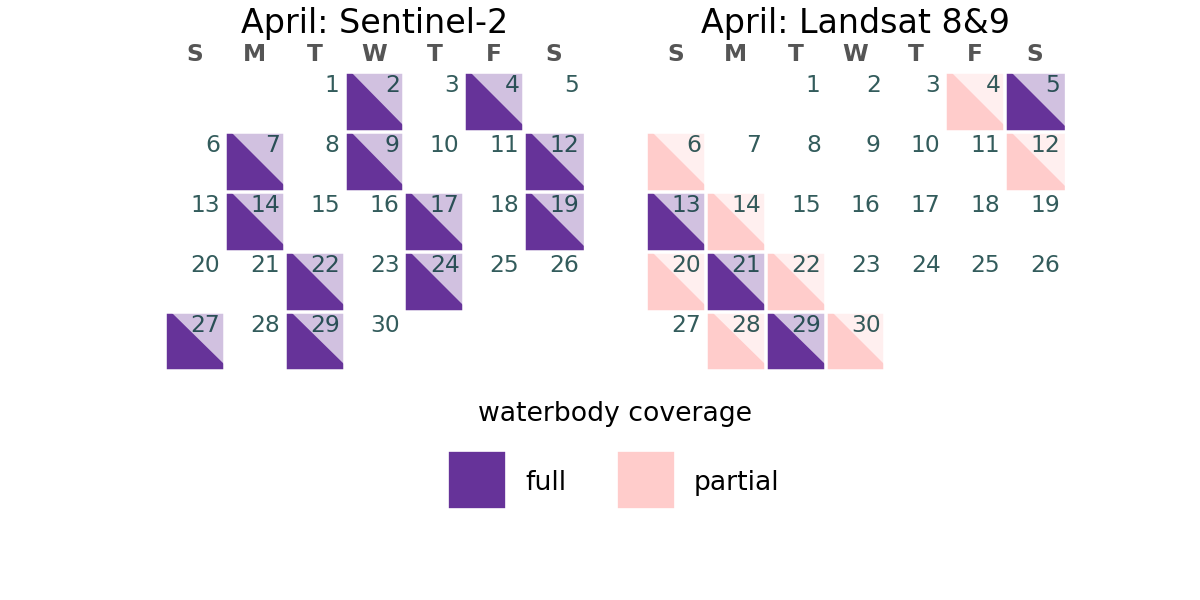 April: Sentinel-2
S M T W T F S
1 2 3 4 5
6 7 8 9 10 11 12
13 14 15 16 17 18 19
20 21 22 23 24 25 26
27 28 29 30
April: Landsat 8&9
S M T W T F S
1 2 3 4 5
6 7 8 9 10 11 12
13 14 15 16 17 18 19
20 21 22 23 24 25 26
27 28 29 30
waterbody coverage
full partial